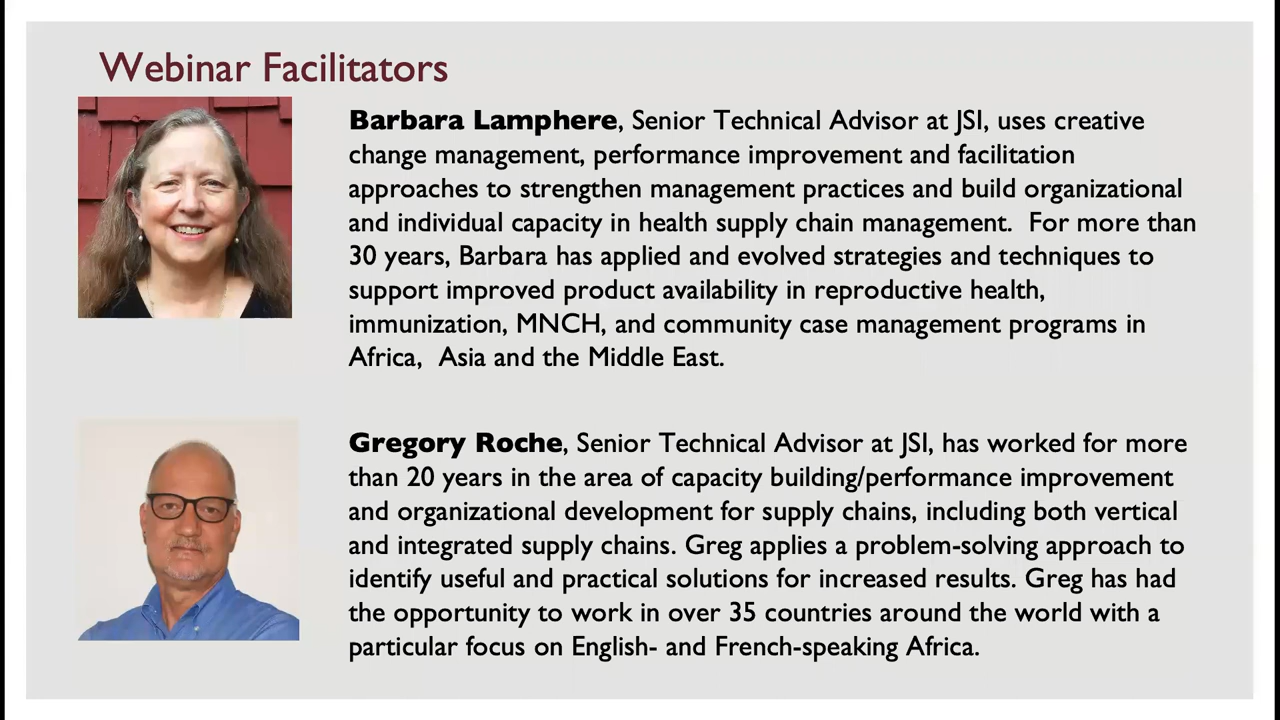 Webinar Facilitators
Barbara Lamphere, Senior Technical Advisor at JSI, uses creative
change management, performance improvement and facilitation
approaches to strengthen management practices and build organizational
and individual capacity in health supply chain management.  For more than
30 years, Barbara has applied and evolved strategies and techniques to
support improved product availability in reproductive health,
immunization, MNCH, and community case management programs in
Africa,  Asia and the Middle East.
Gregory Roche, Senior Technical Advisor at JSI, has worked for more
than 20 years in the area of capacity building/performance improvement
and organizational development for supply chains, including both vertical
and integrated supply chains. Greg applies a problem-solving approach to
identify useful and practical solutions for increased results. Greg has had
the opportunity to work in over 35 countries around the world with a
particular focus on English- and French-speaking Africa.